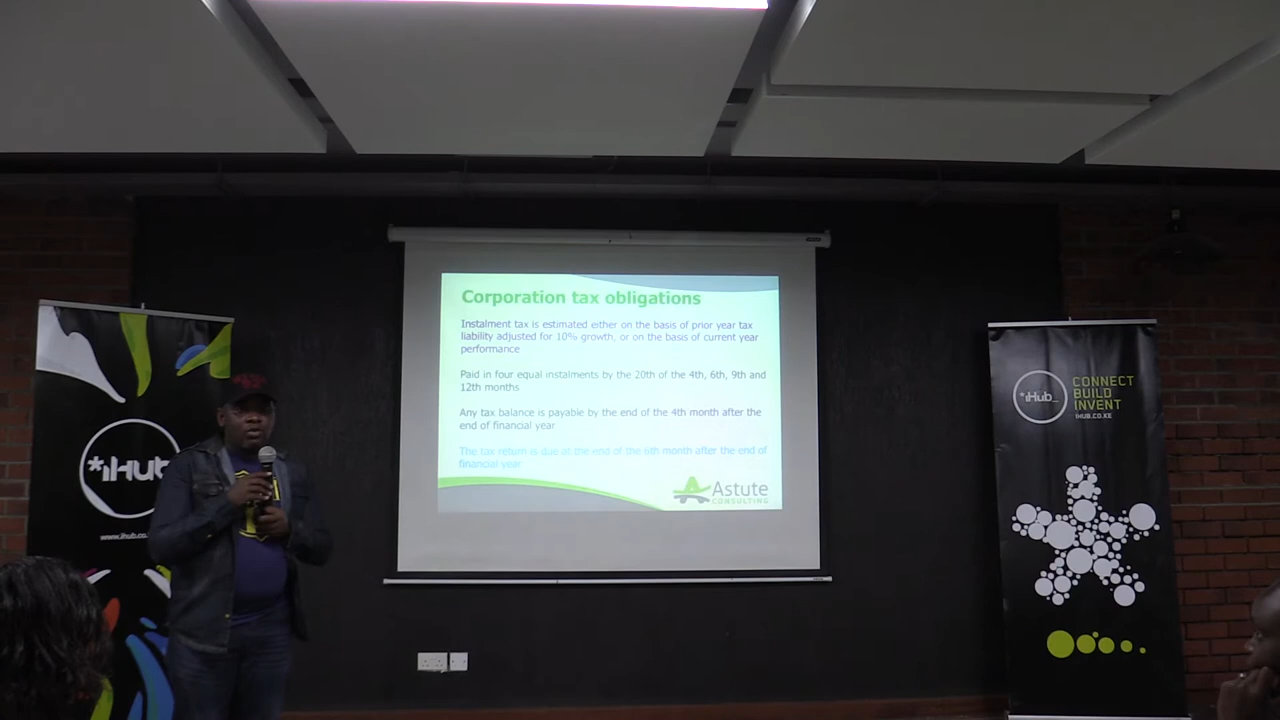 Corporation tax obligations
Instalment tax is estimated either on the basis of prior year tax
liability adjusted for 10% growth, or on the basis of current year
performance
Paid in four equal instalments by the 20th of the 4th, 6th, 9th and
12th months
Any tax balance is payable by the end of the 4th month after the
end of financial year
The tax return is due at the end of the 6th month after the end of
financial year
Astute
CONSULTING
*iHub
www.ihub.co.
*iHub_
CONNECT
BUILD
INVENT
IHUB.CO.KE